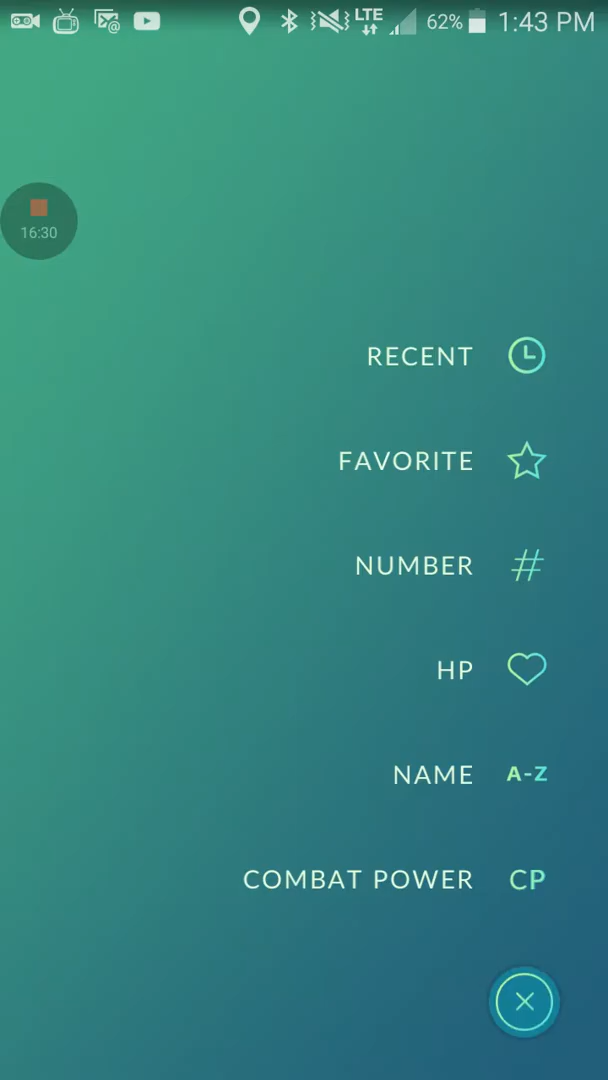 LTE 62% 1:43 PM
16:30
RECENT
FAVORITE
NUMBER #
HP
NAME A-Z
COMBAT POWER CP